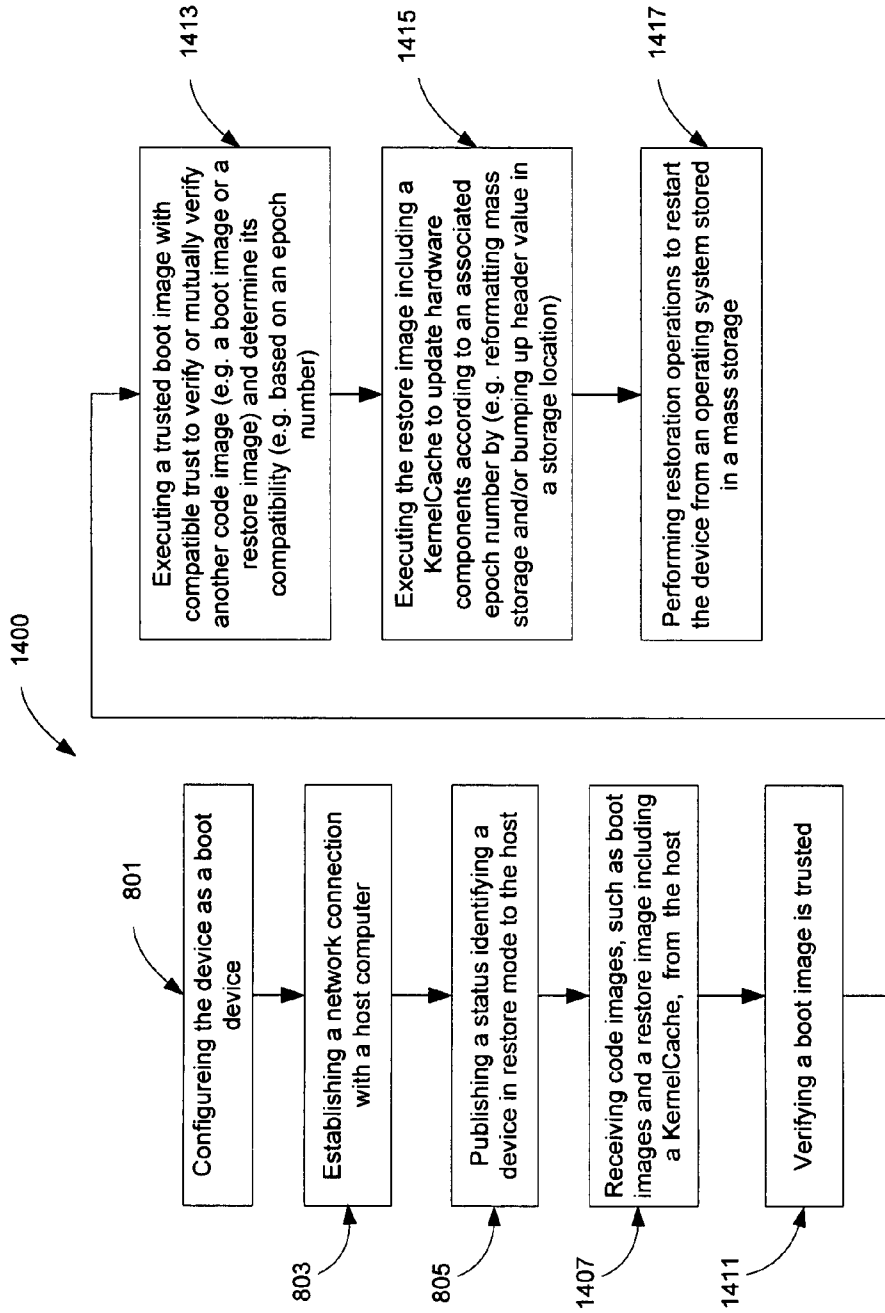 1400
801
Configureing the device as a boot
device
803
Establishing a network connection
with a host computer
805
Publishing a status identifying a
device in restore mode to the host
1407
Receiving code images, such as boot
images and a restore image including
a KernelCache, from the host
1411
Verifying a boot image is trusted
1413
Executing a trusted boot image with
compatible trust to verify or mutually verify
another code image (e.g. a boot image or a
restore image) and determine its
compatibility (e.g. based on an epoch
number)
1415
Executing the restore image including a
KernelCache to update hardware
components according to an associated
epoch number by (e.g. reformatting mass
storage and/or bumping up header value in
a storage location)
1417
Performing restoration operations to restart
the device from an operating system stored
in a mass storage